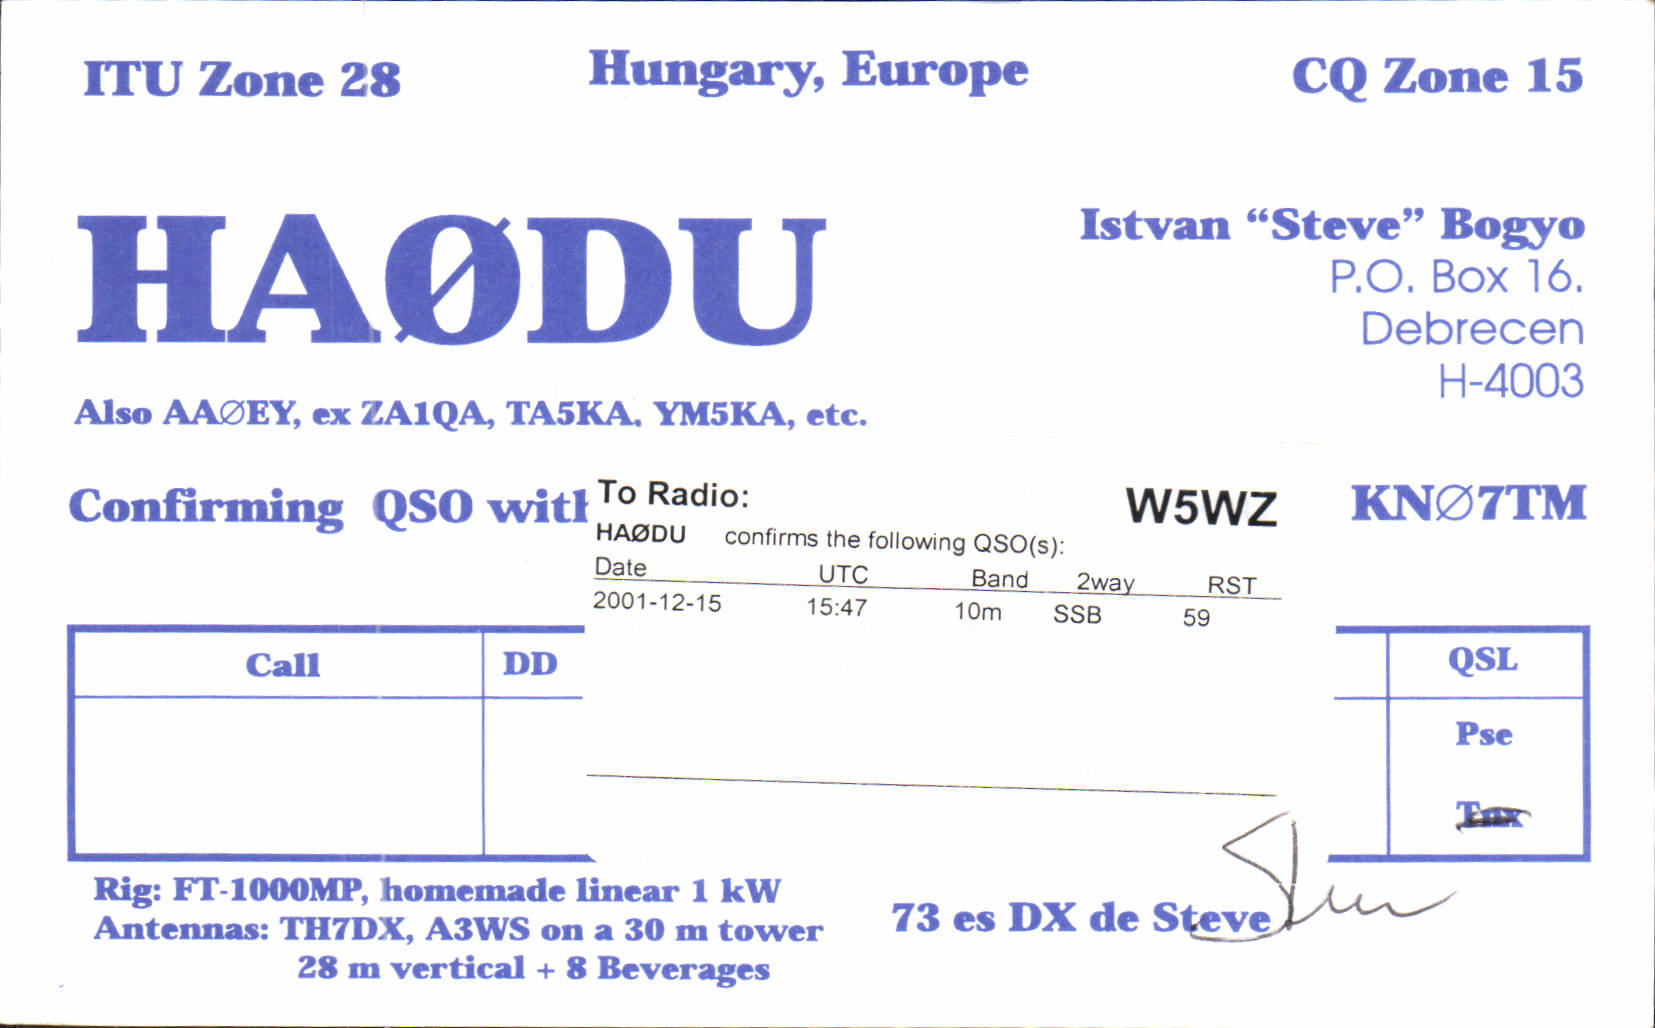 ITU Zone 28
Hungary, Europe
CQ Zone 15
HAØDU
Istvan “Steve” Bogyo
P.O. Box 16.
Debrecen
H-4003
Also AAØEY, ex ZA1QA, TA5KA, YM5KA, etc.
Confirming QSO with
KNØ7TM
To Radio: W5WZ
HAØDU confirms the following QSO(s):
Date UTC Band 2way RST
2001-12-15 15:47 10m SSB 59
Call DD QSL
Pse
Tnx
Rig: FT-1000MP, homemade linear 1 kW
Antennas: TH7DX, A3WS on a 30 m tower
28 m vertical + 8 Beverages
73 es DX de Steve